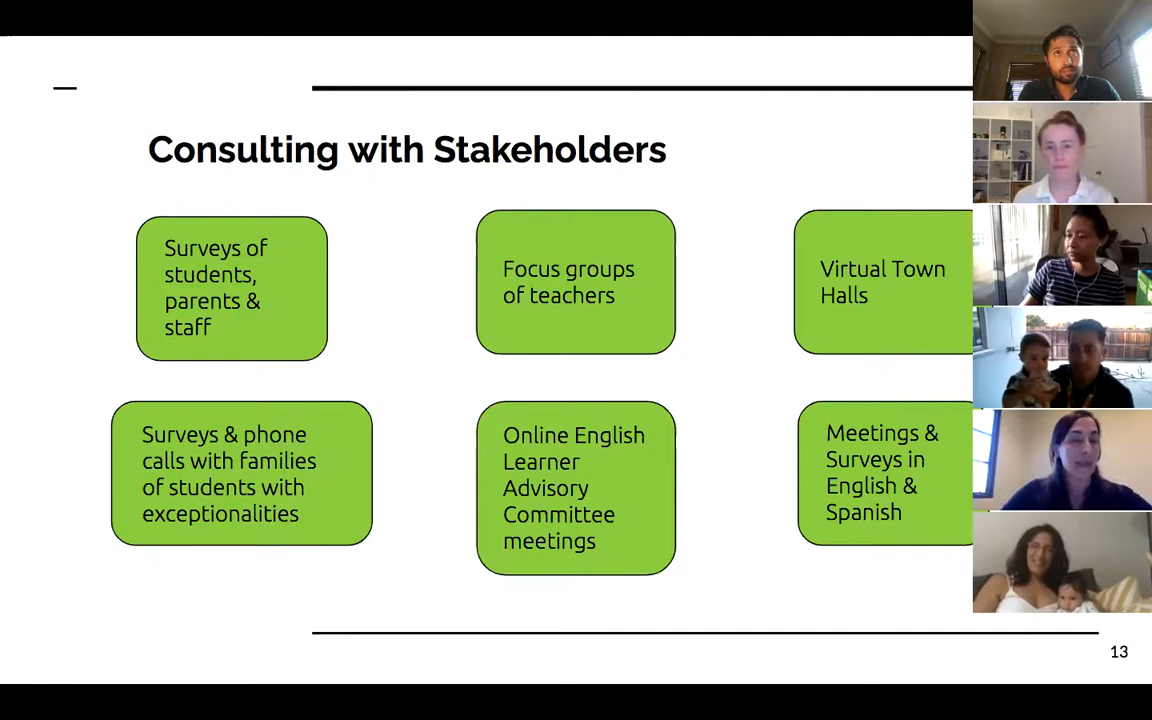 Consulting with Stakeholders
Surveys of
students,
parents &
staff
Focus groups
of teachers
Virtual Town
Halls
Surveys & phone
calls with families
of students with
exceptionalities
Online English
Learner
Advisory
Committee
meetings
Meetings &
Surveys in
English &
Spanish
13